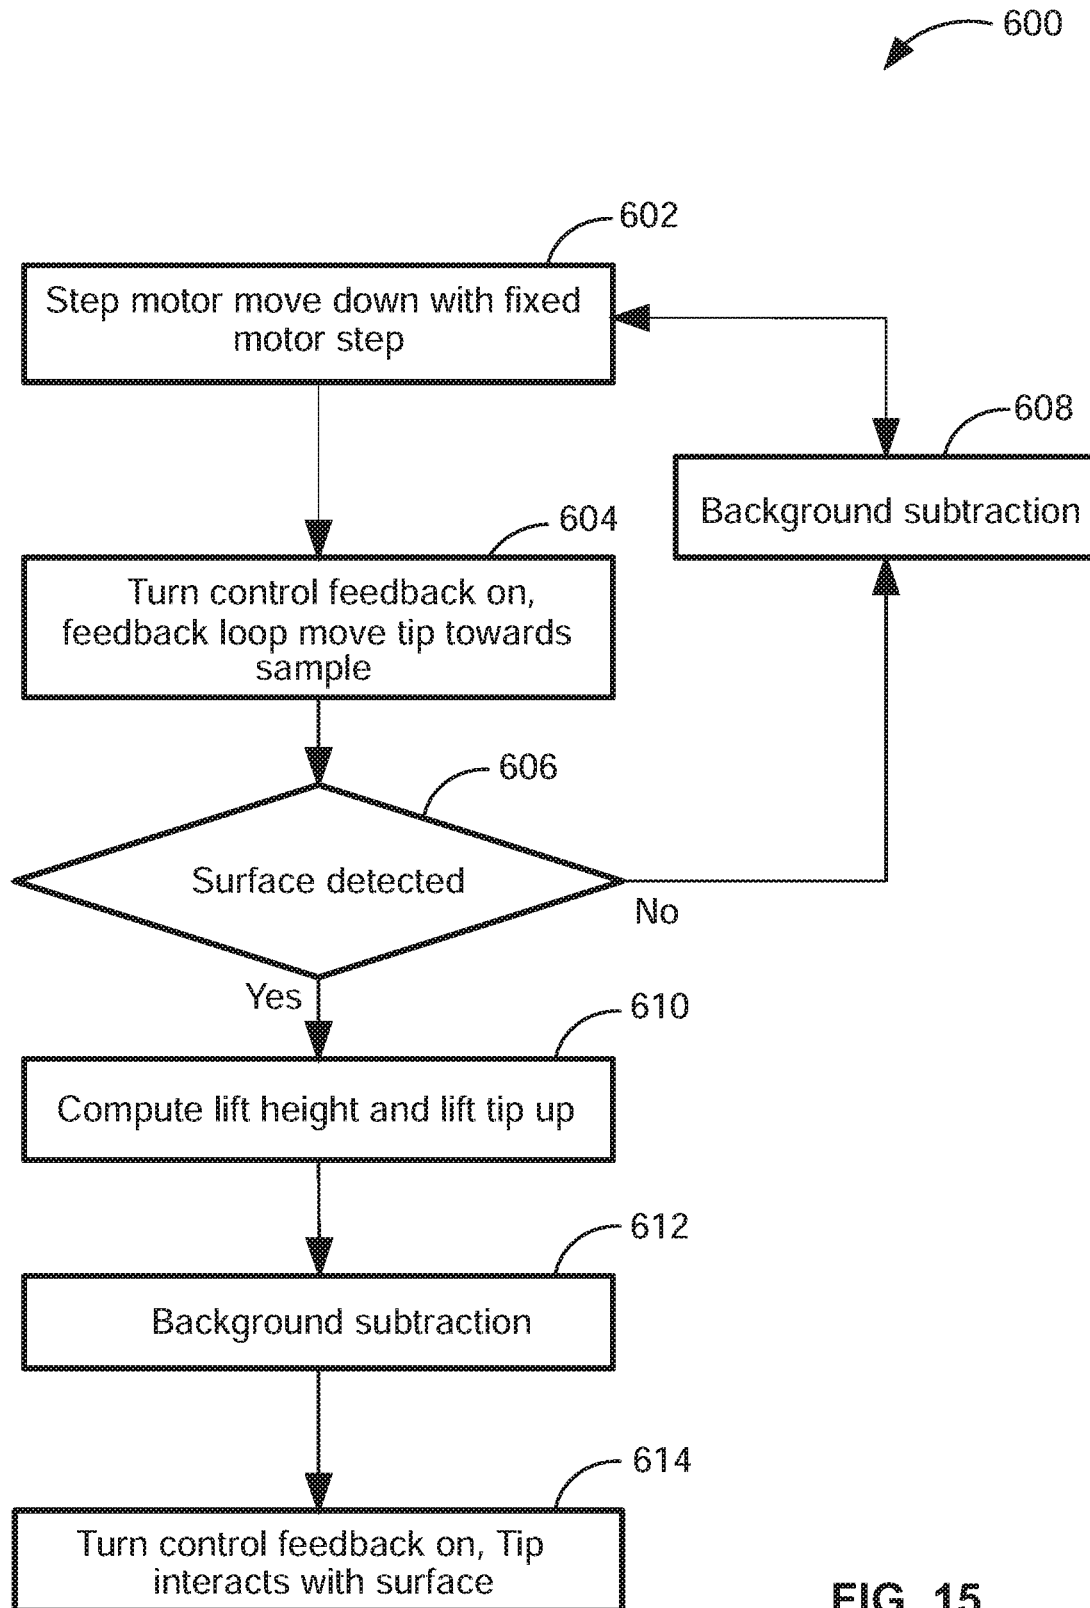 600
602
Step motor move down with fixed
motor step
608
Background subtraction
604
Turn control feedback on,
feedback loop move tip towards
sample
606
Surface detected
No
Yes
610
Compute lift height and lift tip up
612
Background subtraction
614
Turn control feedback on, Tip
interacts with surface
FIG. 15